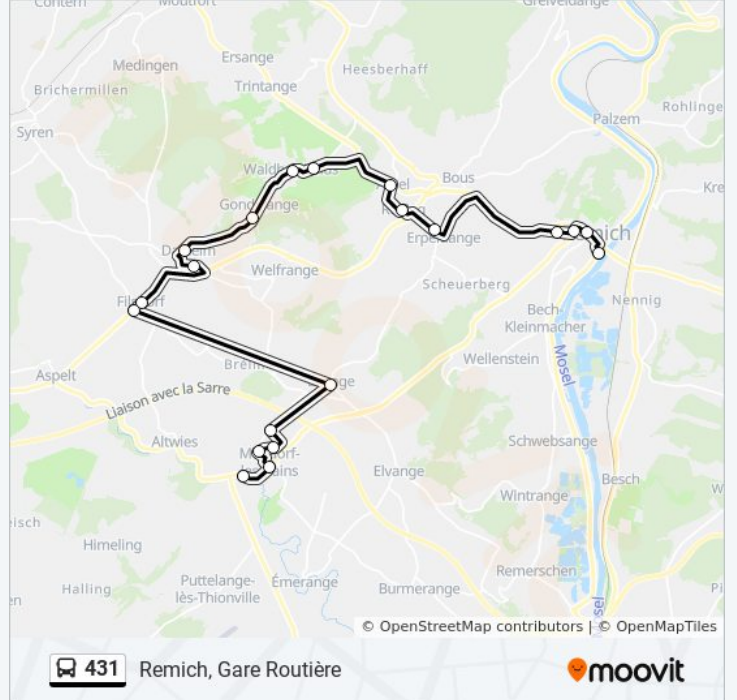 Contern
Moutfort
Greiveldange
Ersange
Medingen
Heesberhaff
Trintange
Brichermillen
Rohlinge
Palzem
Syren
Bous
Kre
Erpeldange
Welfrange
Scheuerberg
Nennig
Bech-
Kleinmacher
Mosel
Wellenstein
Aspelt
Liaison avec la Sarre
Altwies
Schwebsange
Elvange
Besch
Wintrange
Himeling
Remerschen
Halling
Puttelange-
lès-Thionville
Émerange
Burmerange
© OpenStreetMap contributors | © OpenMapTiles
431 Remich, Gare Routière
moovit